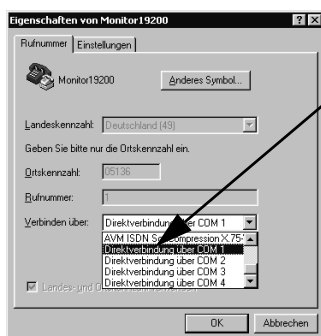 Eigenschaften von Monitor19200
Rufnummer
Einstellungen
Monitor19200
Anderes Symbol...
Landeskennzahl:
Deutschland (49)
Geben Sie bitte nur die Ortskennzahl ein.
Ortskennzahl:
05136
Rufnummer:
1
Verbinden über:
Direktverbindung über COM 1
AVM ISDN
Compression X.75
Direktverbindung über COM 1
Direktverbindung über COM 2
Direktverbindung über COM 3
Direktverbindung über COM 4
Landes- und
OK
Abbrechen